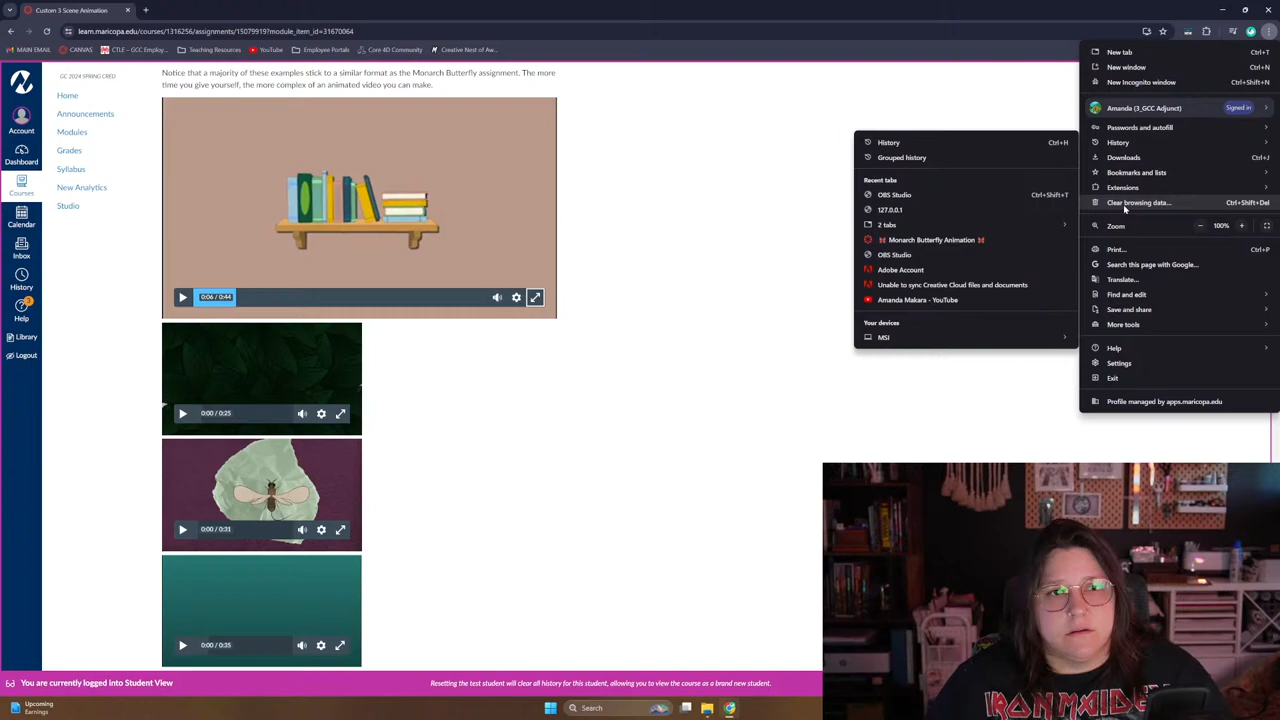 Custom 3 Scene Animation
learn.maricopa.edu/courses/1316256/assignments/15079919?module_item_id=31670064
MAIN EMAIL
CANVAS
CTLE – GCC Employ...
Teaching Resources
YouTube
Employee Portals
Core 4D Community
Creative Nest of Aw...
Account
Dashboard
Courses
Calendar
Inbox
History
3
Help
Library
Logout
GC 2024 SPRING CRED
Home
Announcements
Modules
Grades
Syllabus
New Analytics
Studio
Notice that a majority of these examples stick to a similar format as the Monarch Butterfly assignment. The more
time you give yourself, the more complex of an animated video you can make.
0:06 / 0:44
0:00 / 0:25
0:00 / 0:31
0:00 / 0:35
History Ctrl+H
Grouped history
Recent tabs
OBS Studio Ctrl+Shift+T
127.0.0.1
2 tabs
Monarch Butterfly Animation
OBS Studio
Adobe Account
Unable to sync Creative Cloud files and documents
Amanda Makara - YouTube
Your devices
MSI
New tab Ctrl+T
New window Ctrl+N
New Incognito window Ctrl+Shift+N
Amanda (3_GCC Adjunct) Signed in
Passwords and autofill
History
Downloads Ctrl+J
Bookmarks and lists
Extensions
Clear browsing data... Ctrl+Shift+Del
Zoom − 100% +
Print... Ctrl+P
Search this page with Google...
Translate...
Find and edit
Save and share
More tools
Help
Settings
Exit
Profile managed by apps.maricopa.edu
IRON MAIDEN
You are currently logged into Student View
Resetting the test student will clear all history for this student, allowing you to view the course as a brand new student.
Upcoming
Earnings
Search